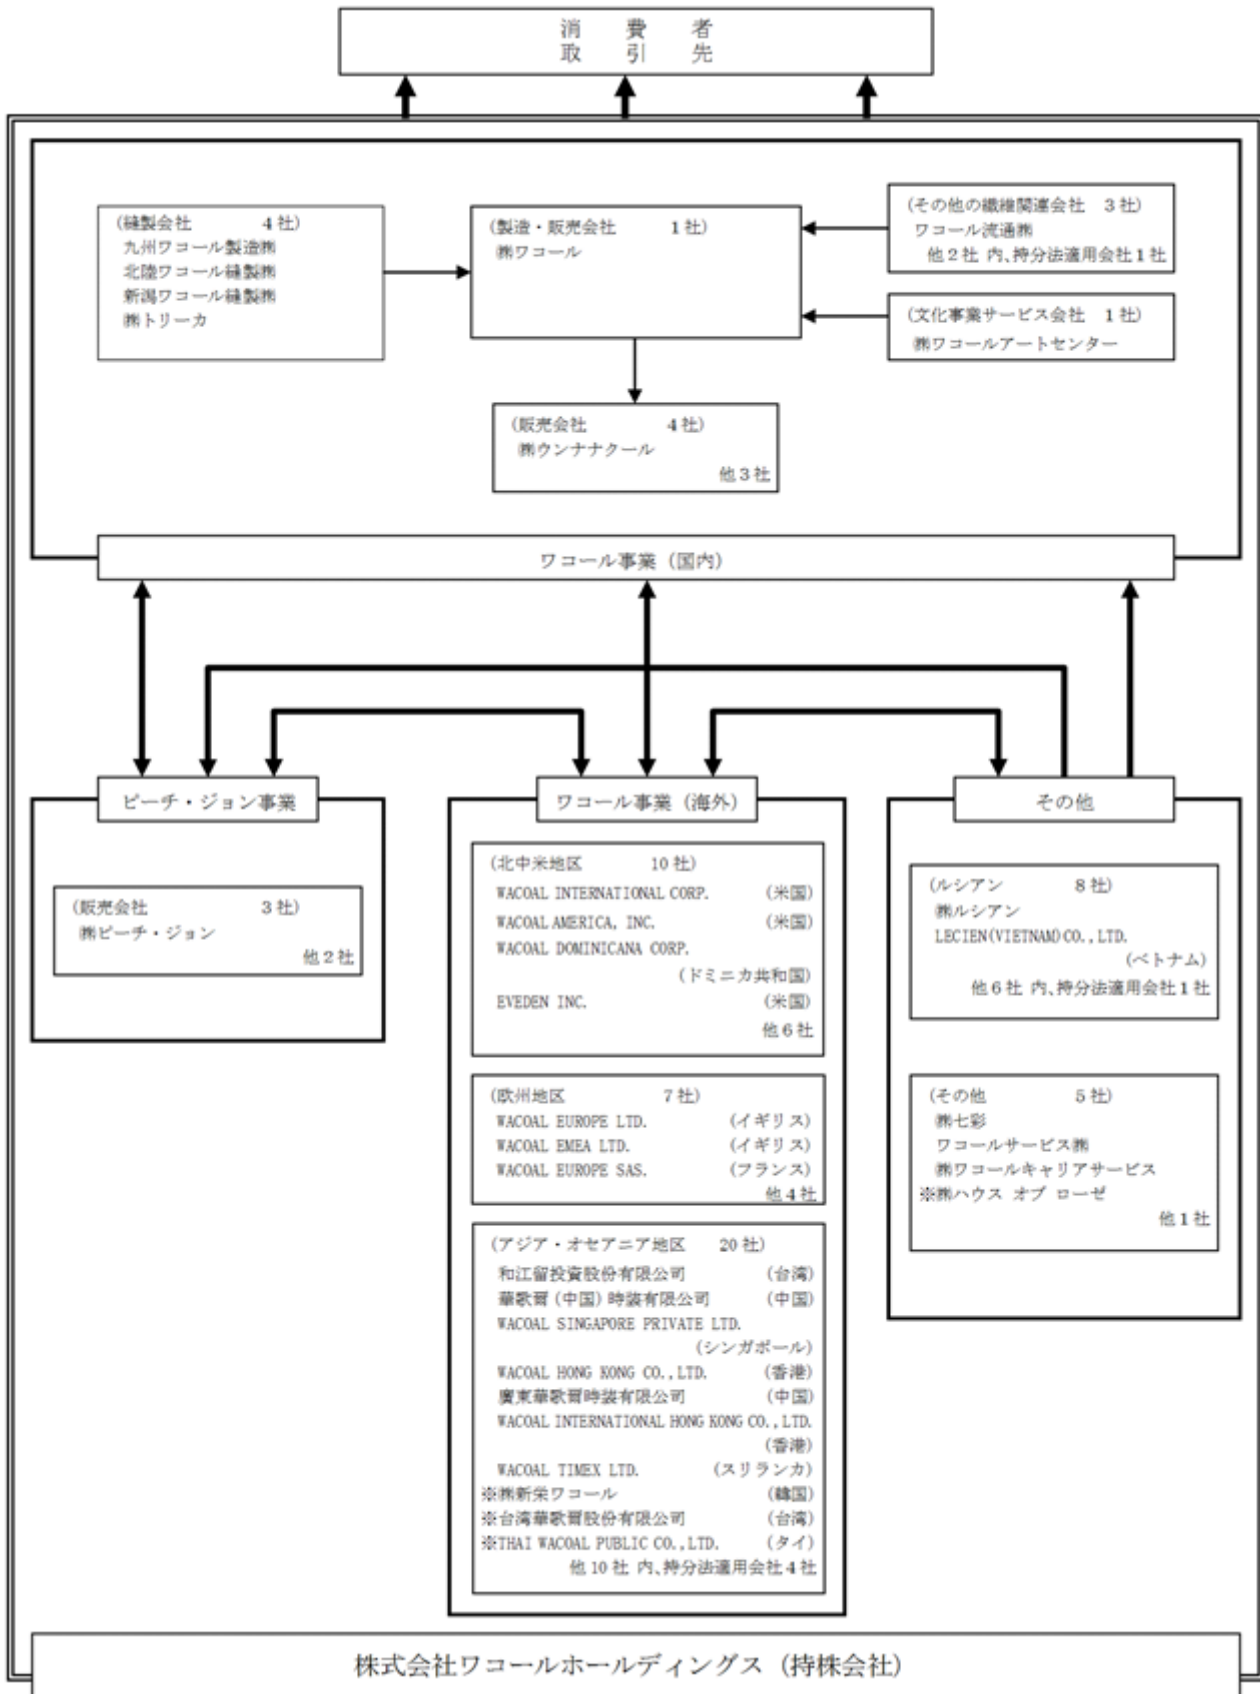 消費者
取引先
(縫製会社 4社)
九州ワコール製造㈱
北陸ワコール縫製㈱
新潟ワコール縫製㈱
㈱トリーカ
(製造・販売会社 1社)
㈱ワコール
(その他の繊維関連会社 3社)
ワコール流通㈱
他2社 内、持分法適用会社1社
(文化事業サービス会社 1社)
㈱ワコールアートセンター
(販売会社 4社)
㈱ウンナナクール
他3社
ワコール事業(国内)
ピーチ・ジョン事業
(販売会社 3社)
㈱ピーチ・ジョン
他2社
ワコール事業(海外)
(北中米地区 10社)
WACOAL INTERNATIONAL CORP. (米国)
WACOAL AMERICA, INC. (米国)
WACOAL DOMINICANA CORP.
(ドミニカ共和国)
EVEDEN INC. (米国)
他6社
(欧州地区 7社)
WACOAL EUROPE LTD. (イギリス)
WACOAL EMEA LTD. (イギリス)
WACOAL EUROPE SAS. (フランス)
他4社
(アジア・オセアニア地区 20社)
和江留投資股份有限公司 (台湾)
華歌爾(中国)時装有限公司 (中国)
WACOAL SINGAPORE PRIVATE LTD.
(シンガポール)
WACOAL HONG KONG CO.,LTD. (香港)
廣東華歌爾時装有限公司 (中国)
WACOAL INTERNATIONAL HONG KONG CO.,LTD.
(香港)
WACOAL TIMEX LTD. (スリランカ)
※㈱新栄ワコール (韓国)
※台湾華歌爾股份有限公司 (台湾)
※THAI WACOAL PUBLIC CO.,LTD. (タイ)
他10社 内、持分法適用会社4社
その他
(ルシアン 8社)
㈱ルシアン
LECIEN(VIETNAM)CO.,LTD.
(ベトナム)
他6社 内、持分法適用会社1社
(その他 5社)
㈱七彩
ワコールサービス㈱
㈱ワコールキャリアサービス
※㈱ハウス オブ ローゼ
他1社
株式会社ワコールホールディングス(持株会社)